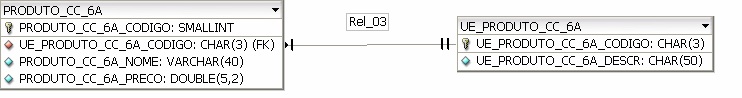 PRODUTO_CC_6A
PRODUTO_CC_6A_CODIGO: SMALLINT
UE_PRODUTO_CC_6A_CODIGO: CHAR(3) (FK)
PRODUTO_CC_6A_NOME: VARCHAR(40)
PRODUTO_CC_6A_PRECO: DOUBLE(5,2)
Rel_03
UE_PRODUTO_CC_6A
UE_PRODUTO_CC_6A_CODIGO: CHAR(3)
UE_PRODUTO_CC_6A_DESCR: CHAR(50)